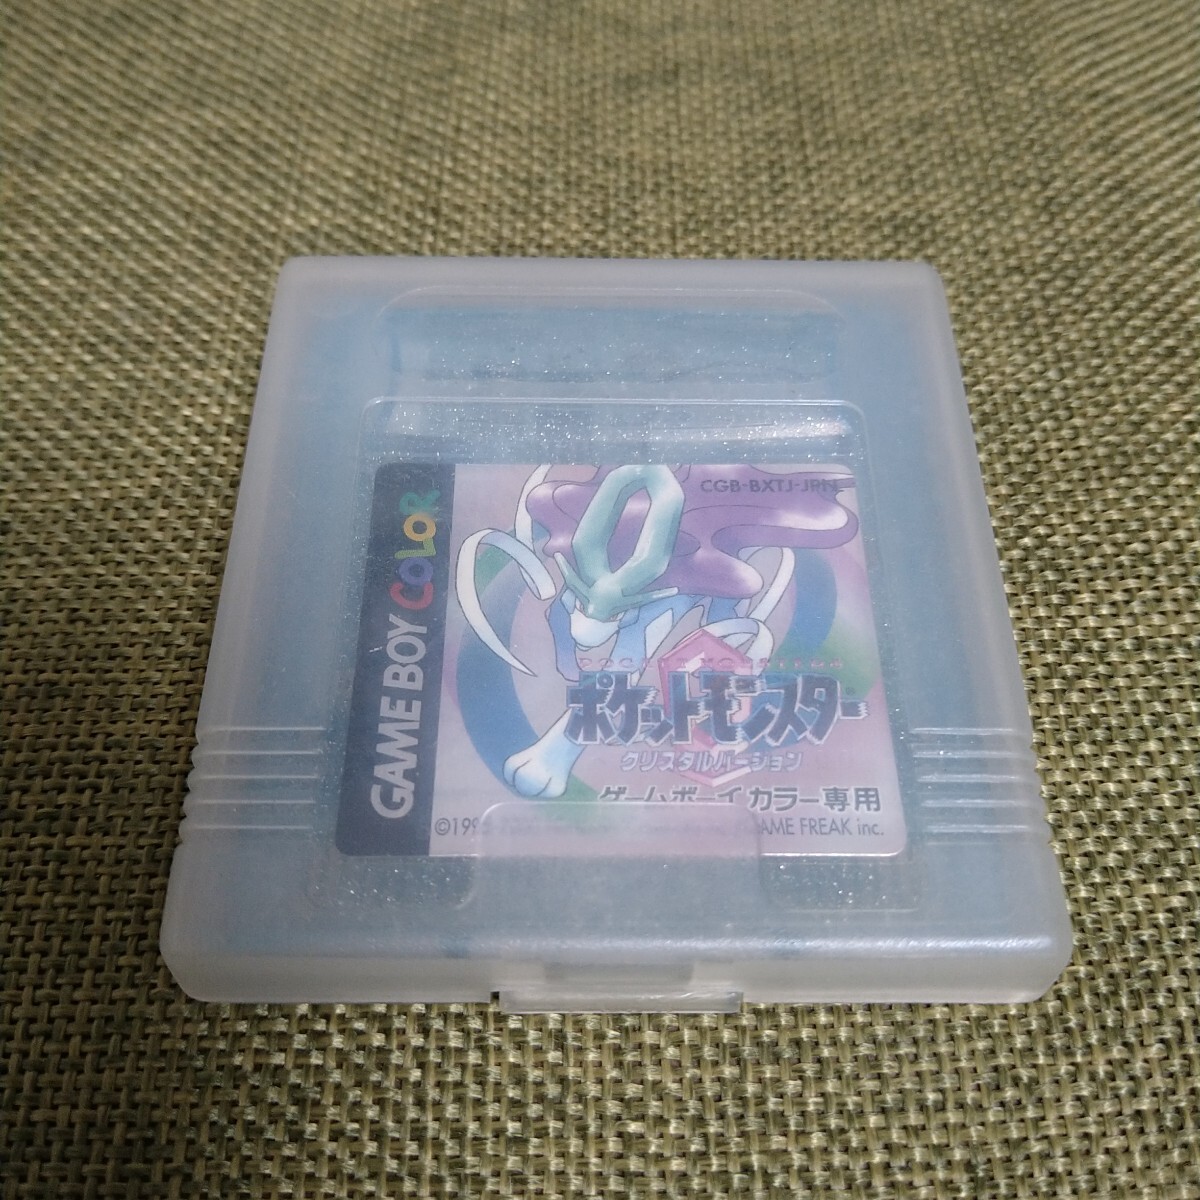 GAME BOY COLOR
CGB-BXTJ-JPN
ポケットモンスター
クリスタルバージョン
ゲームボーイ カラー専用
FREAK inc.